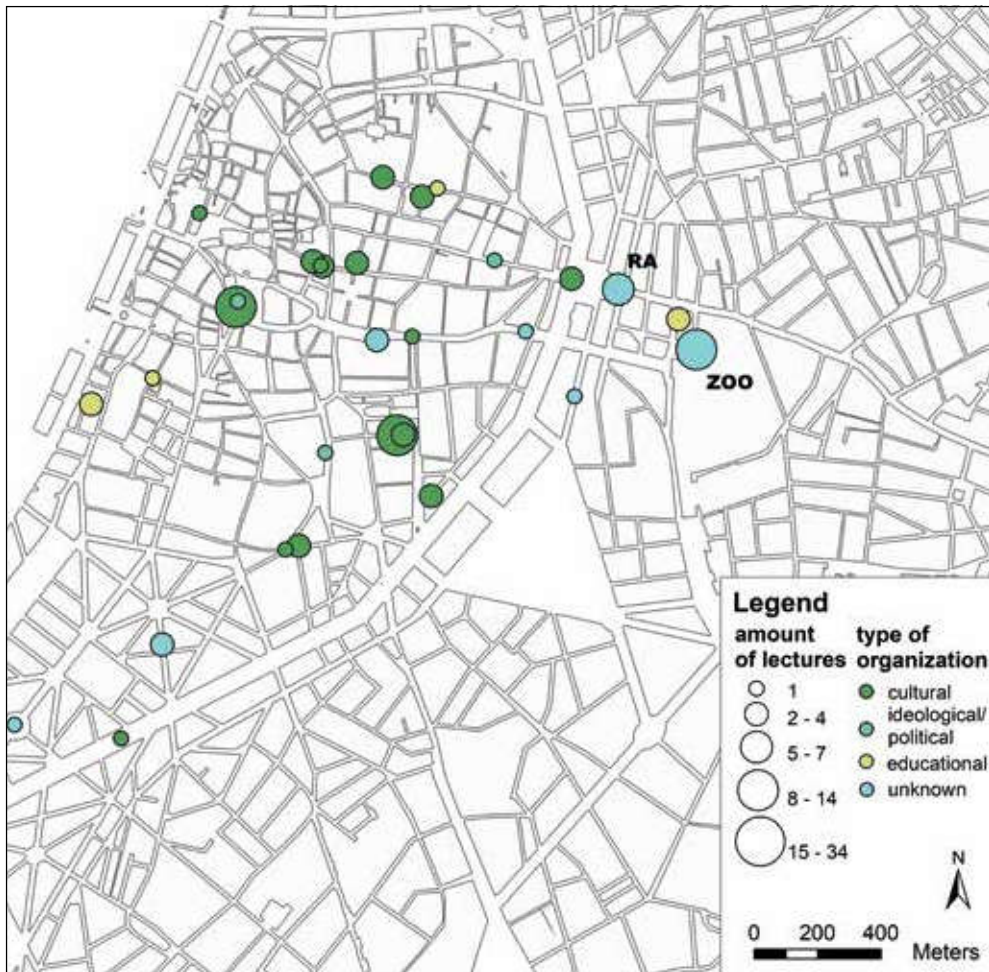 RA
ZOO
Legend
amount
of lectures
1
2 - 4
5 - 7
8 - 14
15 - 34
type of
organization
cultural
ideological/
political
educational
unknown
N
0 200 400
Meters